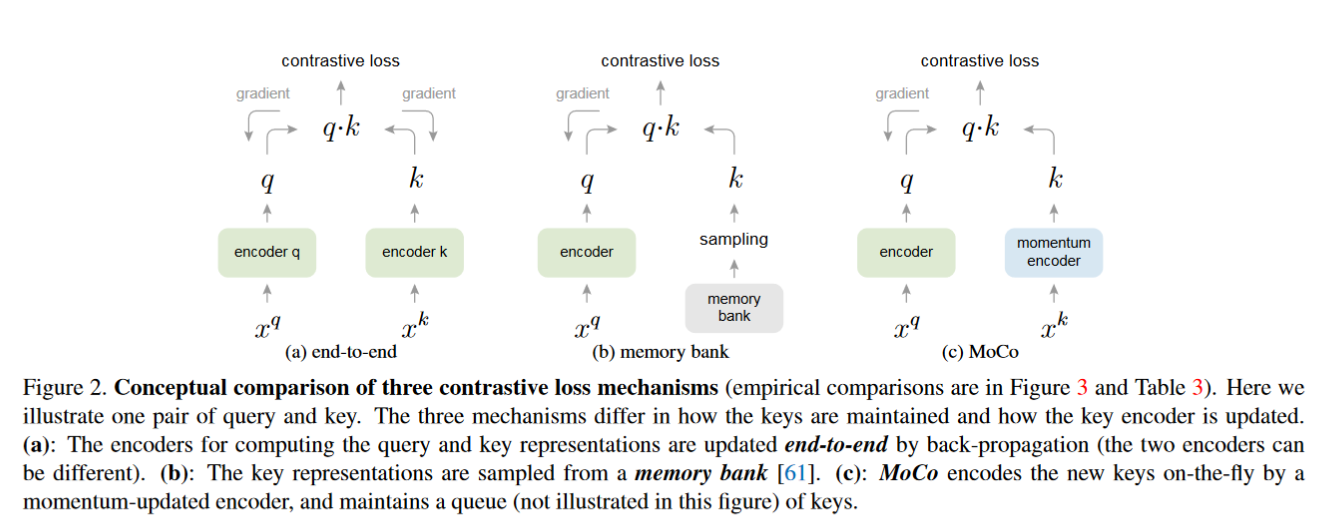 contrastive loss
gradient gradient
q·k
q k
encoder q encoder k
x^q x^k
(a) end-to-end
contrastive loss
gradient
q·k
q k
encoder sampling
memory
bank
x^q
(b) memory bank
contrastive loss
gradient
q·k
q k
encoder momentum
encoder
x^q x^k
(c) MoCo
Figure 2. Conceptual comparison of three contrastive loss mechanisms (empirical comparisons are in Figure 3 and Table 3). Here we
illustrate one pair of query and key. The three mechanisms differ in how the keys are maintained and how the key encoder is updated.
(a): The encoders for computing the query and key representations are updated end-to-end by back-propagation (the two encoders can
be different). (b): The key representations are sampled from a memory bank [61]. (c): MoCo encodes the new keys on-the-fly by a
momentum-updated encoder, and maintains a queue (not illustrated in this figure) of keys.